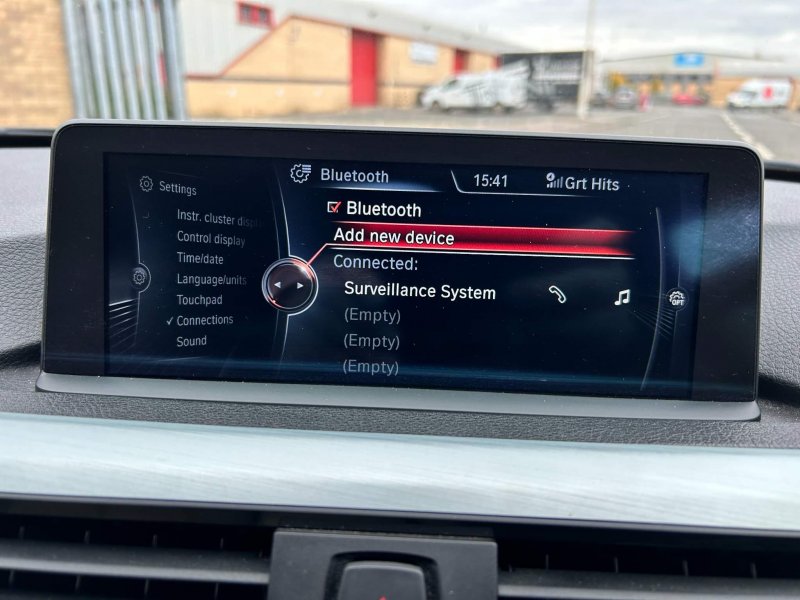 Settings
Instr. cluster disp
Control display
Time/date
Language/units
Touchpad
Connections
Sound
Bluetooth
15:41
Grt Hits
Bluetooth
Add new device
Connected:
Surveillance System
(Empty)
(Empty)
(Empty)
OPT